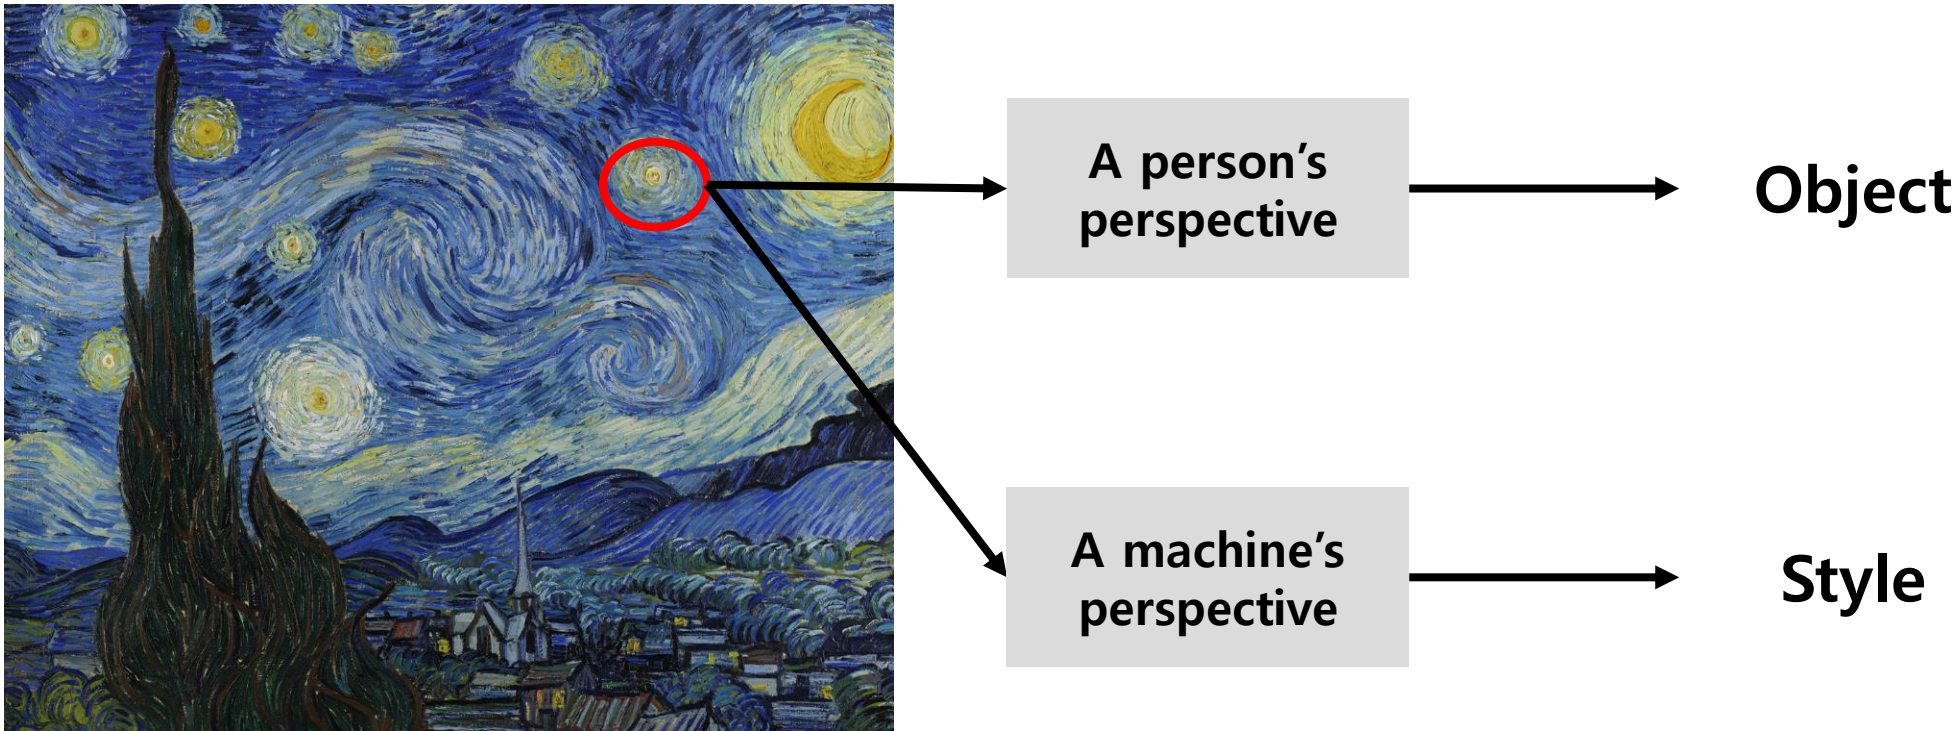 A person’s
perspective
Object
A machine’s
perspective
Style